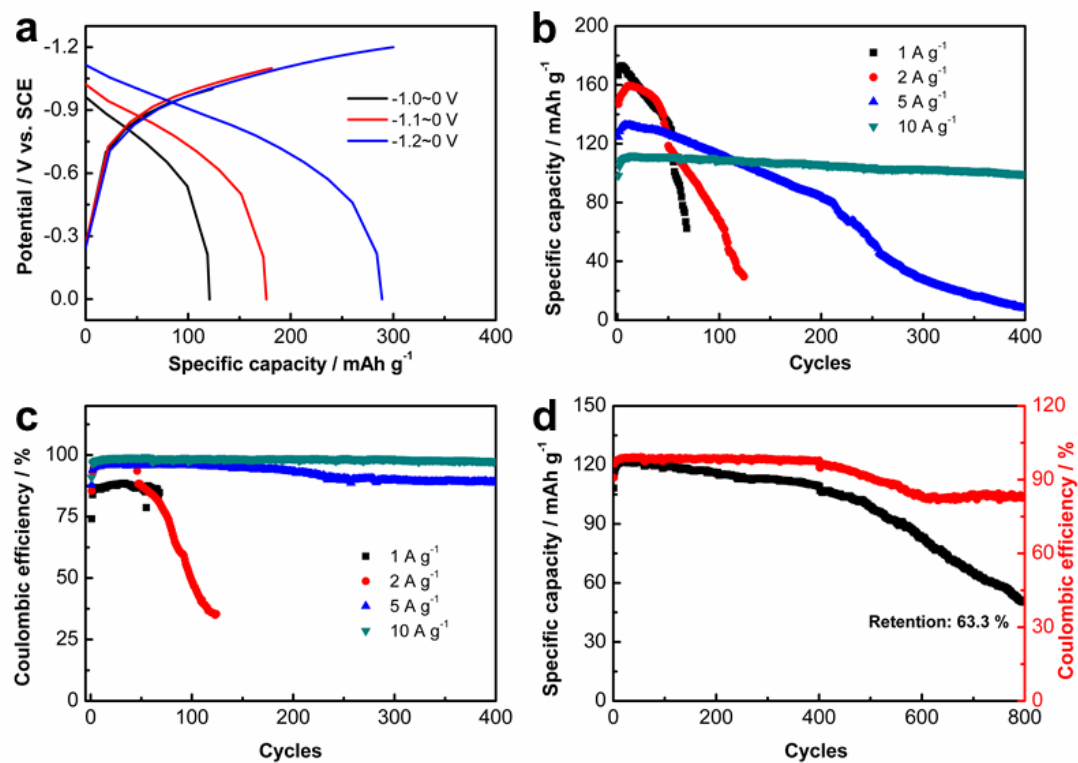 a
-1.2
-0.9
-0.6
-0.3
0.0
Potential / V vs. SCE
-1.0~0 V
-1.1~0 V
-1.2~0 V
0
100
200
300
400
Specific capacity / mAh g⁻¹
b
200
160
120
80
40
0
Specific capacity / mAh g⁻¹
1 A g⁻¹
2 A g⁻¹
5 A g⁻¹
10 A g⁻¹
0
100
200
300
400
Cycles
c
100
75
50
25
0
Coulombic efficiency / %
1 A g⁻¹
2 A g⁻¹
5 A g⁻¹
10 A g⁻¹
0
100
200
300
400
Cycles
d
150
120
90
60
30
0
Specific capacity / mAh g⁻¹
Retention: 63.3 %
120
90
60
30
0
Coulombic efficiency / %
0
200
400
600
800
Cycles